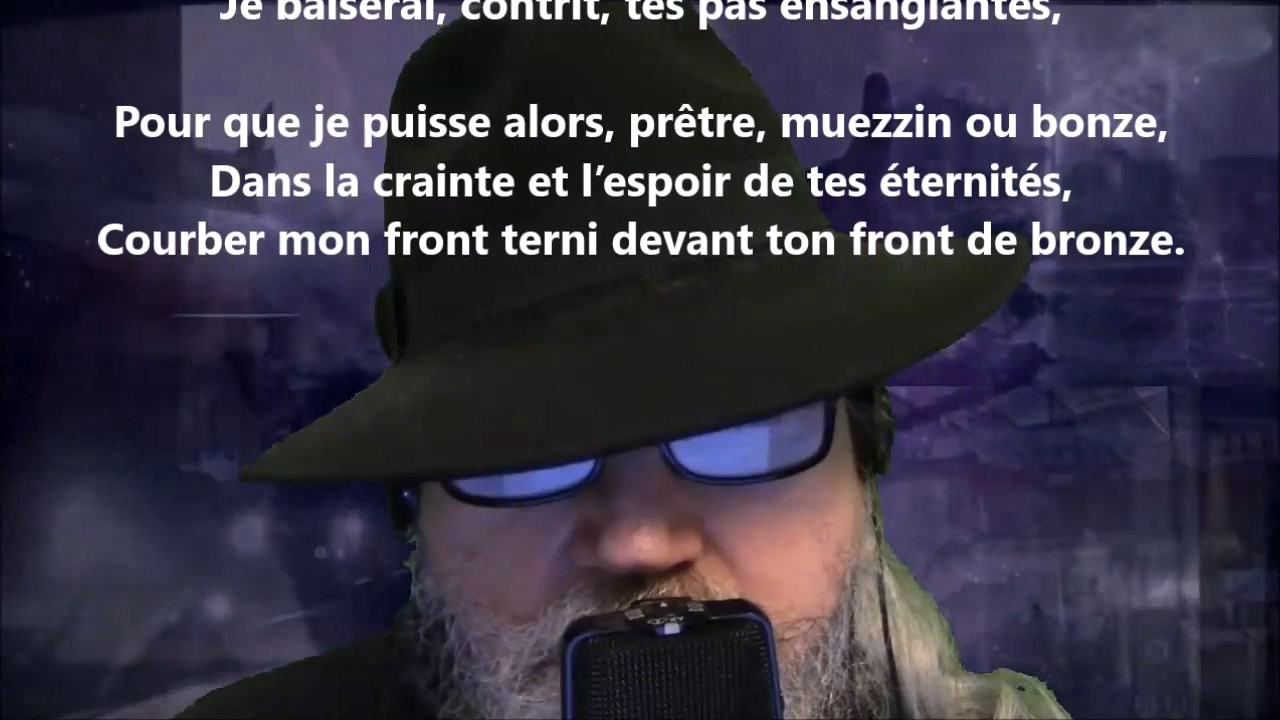 Je baiserai, contrit, tes pas ensanglantés,
Pour que je puisse alors, prêtre, muezzin ou bonze,
Dans la crainte et l’espoir de tes éternités,
Courber mon front terni devant ton front de bronze.